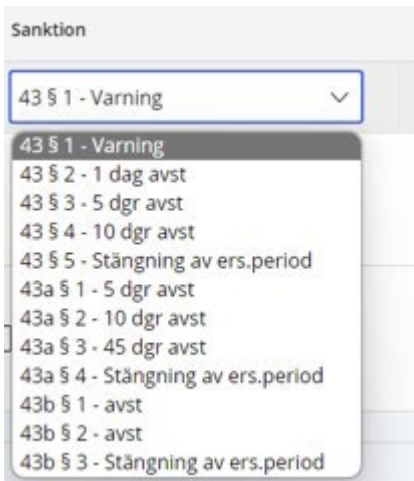 Sanktion
43 § 1 - Varning
43 § 1 - Varning
43 § 2 - 1 dag avst
43 § 3 - 5 dgr avst
43 § 4 - 10 dgr avst
43 § 5 - Stängning av ers.period
43a § 1 - 5 dgr avst
43a § 2 - 10 dgr avst
43a § 3 - 45 dgr avst
43a § 4 - Stängning av ers.period
43b § 1 - avst
43b § 2 - avst
43b § 3 - Stängning av ers.period